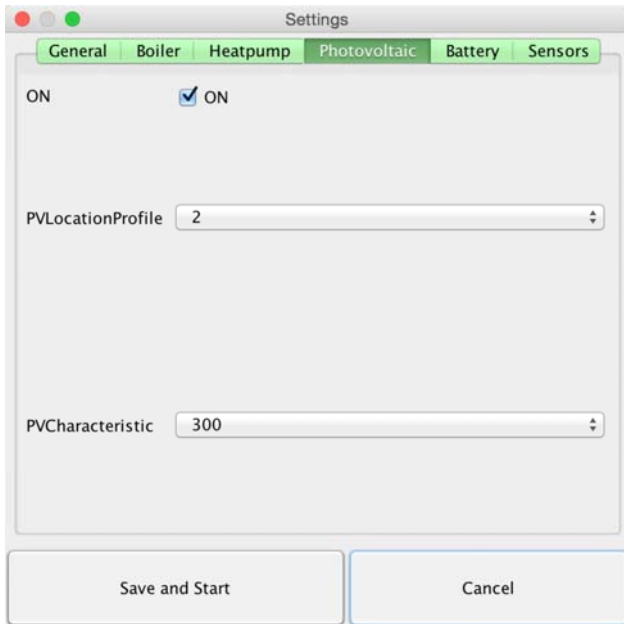 Settings
General Boiler Heatpump Photovoltaic Battery Sensors
ON ON
PVLocationProfile 2
PVCharacteristic 300
Save and Start Cancel